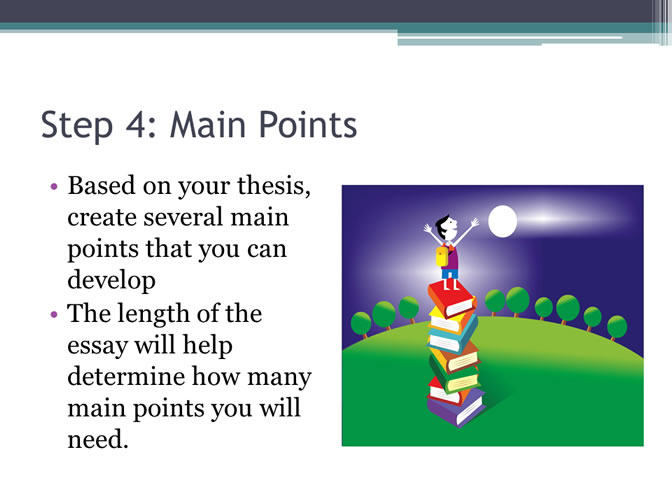 Step 4: Main Points
• Based on your thesis,
create several main
points that you can
develop
• The length of the
essay will help
determine how many
main points you will
need.